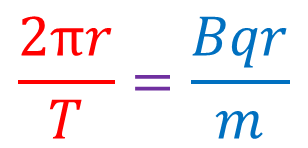 2πr/T = Bqr/m